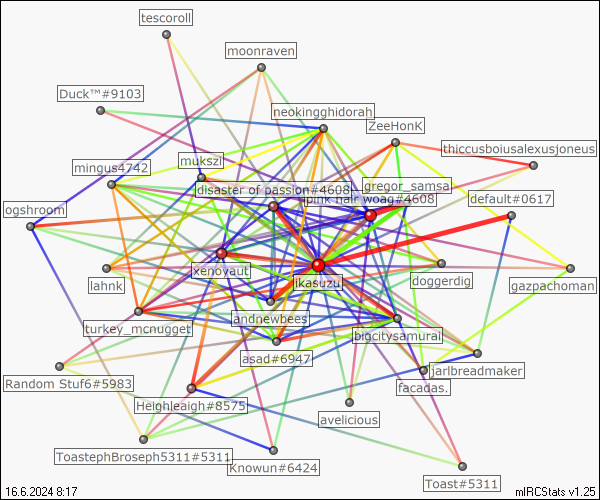 tescoroll
moonraven
Duck™#9103
neokingghidorah
ZeeHonK
thiccusboiusalexusjoneus
mukszi
mingus4742
gregor_samsa
disaster of passion#4608
pink hair woag#4608
default#0617
ogshroom
xenovaut
lahnk
jikasuzu
doggerdig
gazpachoman
andnewbees
turkey_mcnugget
bigcitysamurai
asad#6947
jarlbreadmaker
Random Stuf6#5983
facadas.
Heighleagh#8575
avelicious
ToastephBroseph5311#5311
Knowun#6424
Toast#5311
16.6.2024 8:17
mIRCStats v1.25